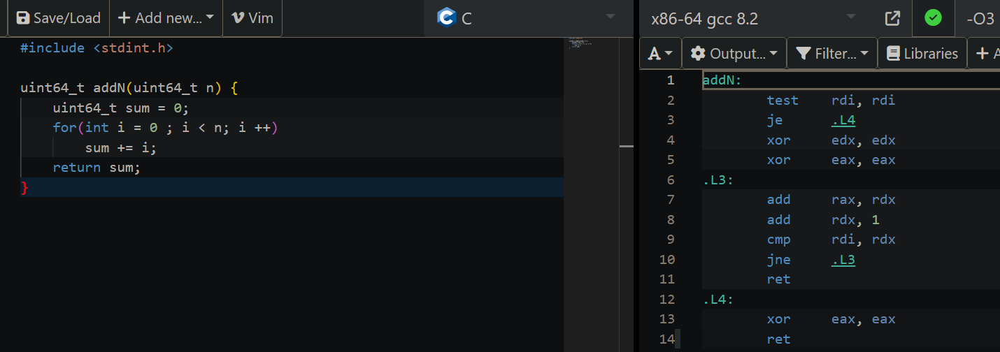 Save/Load + Add new... Vim C
#include <stdint.h>
uint64_t addN(uint64_t n) {
    uint64_t sum = 0;
    for(int i = 0 ; i < n; i ++)
        sum += i;
    return sum;
}
x86-64 gcc 8.2 -O3
A Output... Filter... Libraries + A
1 addN:
2 test rdi, rdi
3 je .L4
4 xor edx, edx
5 xor eax, eax
6 .L3:
7 add rax, rdx
8 add rdx, 1
9 cmp rdi, rdx
10 jne .L3
11 ret
12 .L4:
13 xor eax, eax
14 ret